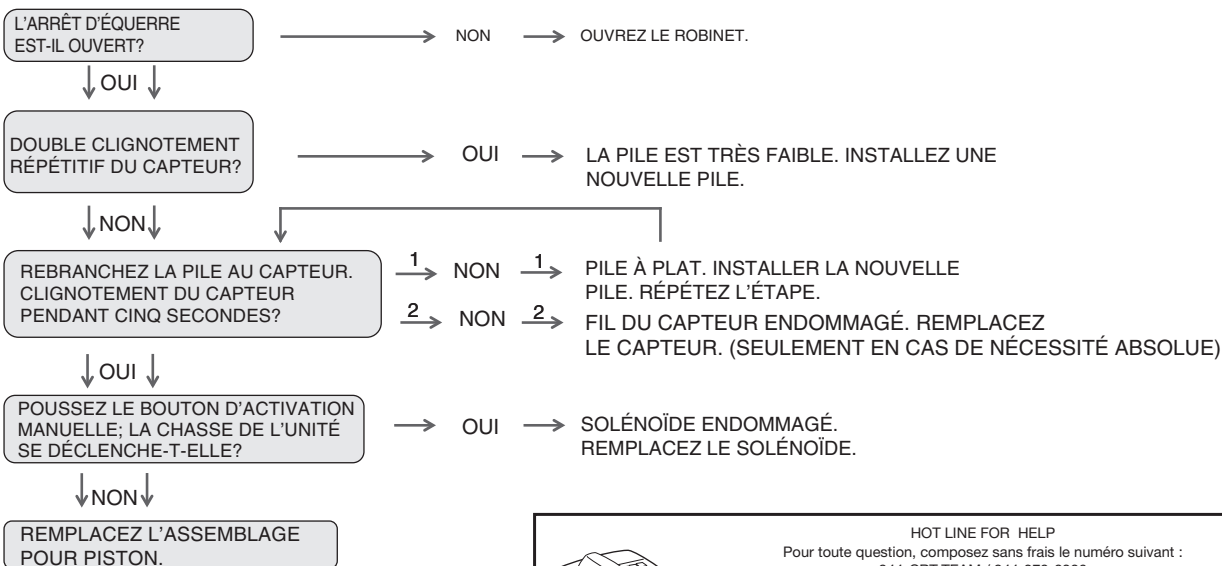 L'ARRÊT D'ÉQUERRE
EST-IL OUVERT?
NON
OUVREZ LE ROBINET.
OUI
DOUBLE CLIGNOTEMENT
RÉPÉTITIF DU CAPTEUR?
OUI
LA PILE EST TRÈS FAIBLE. INSTALLEZ UNE
NOUVELLE PILE.
NON
REBRANCHEZ LA PILE AU CAPTEUR.
CLIGNOTEMENT DU CAPTEUR
PENDANT CINQ SECONDES?
1 NON 1
PILE À PLAT. INSTALLER LA NOUVELLE
PILE. RÉPÉTEZ L'ÉTAPE.
2 NON 2
FIL DU CAPTEUR ENDOMMAGÉ. REMPLACEZ
LE CAPTEUR. (SEULEMENT EN CAS DE NÉCESSITÉ ABSOLUE)
OUI
POUSSEZ LE BOUTON D'ACTIVATION
MANUELLE; LA CHASSE DE L'UNITÉ
SE DÉCLENCHE-T-ELLE?
OUI
SOLÉNOÏDE ENDOMMAGÉ.
REMPLACEZ LE SOLÉNOÏDE.
NON
REMPLACEZ L'ASSEMBLAGE
POUR PISTON.
HOT LINE FOR HELP
Pour toute question, composez sans frais le numéro suivant :